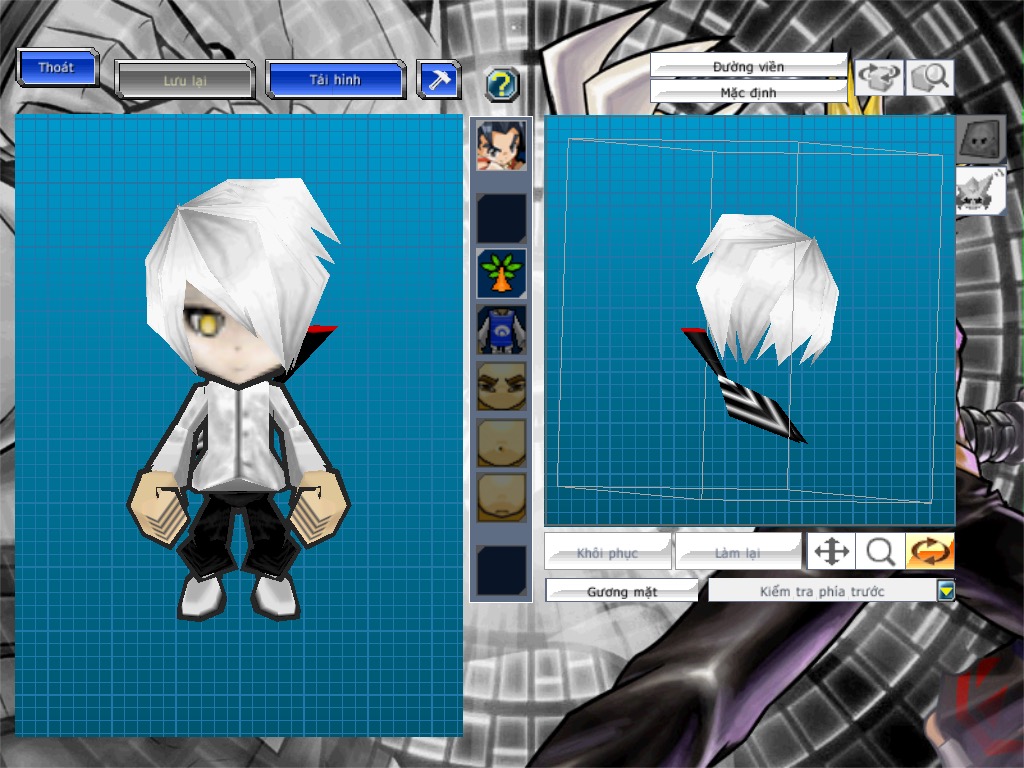 Thoát
Lưu lại
Tải hình
Đường viền
Mặc định
Khôi phục
Làm lại
Gương mặt
Kiểm tra phía trước